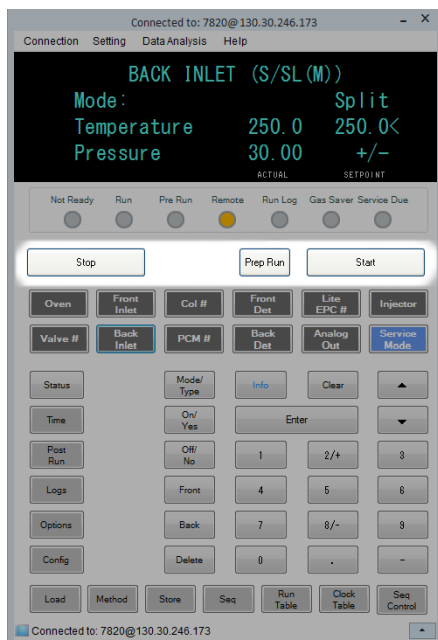 Connected to: 7820@130.30.246.173
Connection Setting Data Analysis Help
BACK INLET (S/SL(M))
Mode: Split
Temperature 250.0 250.0<
Pressure 30.00 +/-
ACTUAL SETPOINT
Not Ready Run Pre Run Remote Run Log Gas Saver Service Due
Stop Prep Run Start
Oven Front Inlet Col # Front Det Lite EPC # Injector
Valve # Back Inlet PCM # Back Det Analog Out Service Mode
Status Mode/Type Info Clear
Time On/Yes Enter
Post Run Off/No 1 2/+ 3
Logs Front 4 5 6
Options Back 7 8/- 9
Config Delete 0 . -
Load Method Store Seq Run Table Clock Table Seq Control
Connected to: 7820@130.30.246.173